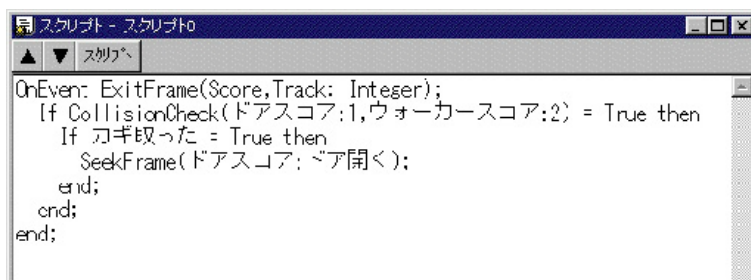 スクリプト - スクリプト0
▲ ▼ スクリプト
OnEvent ExitFrame(Score,Track: Integer);
If CollisionCheck(ドアスコア:1,ウォーカースコア:2) = True then
If カギ取った = True then
SeekFrame(ドアスコア:ドア開く);
end;
end;
end;